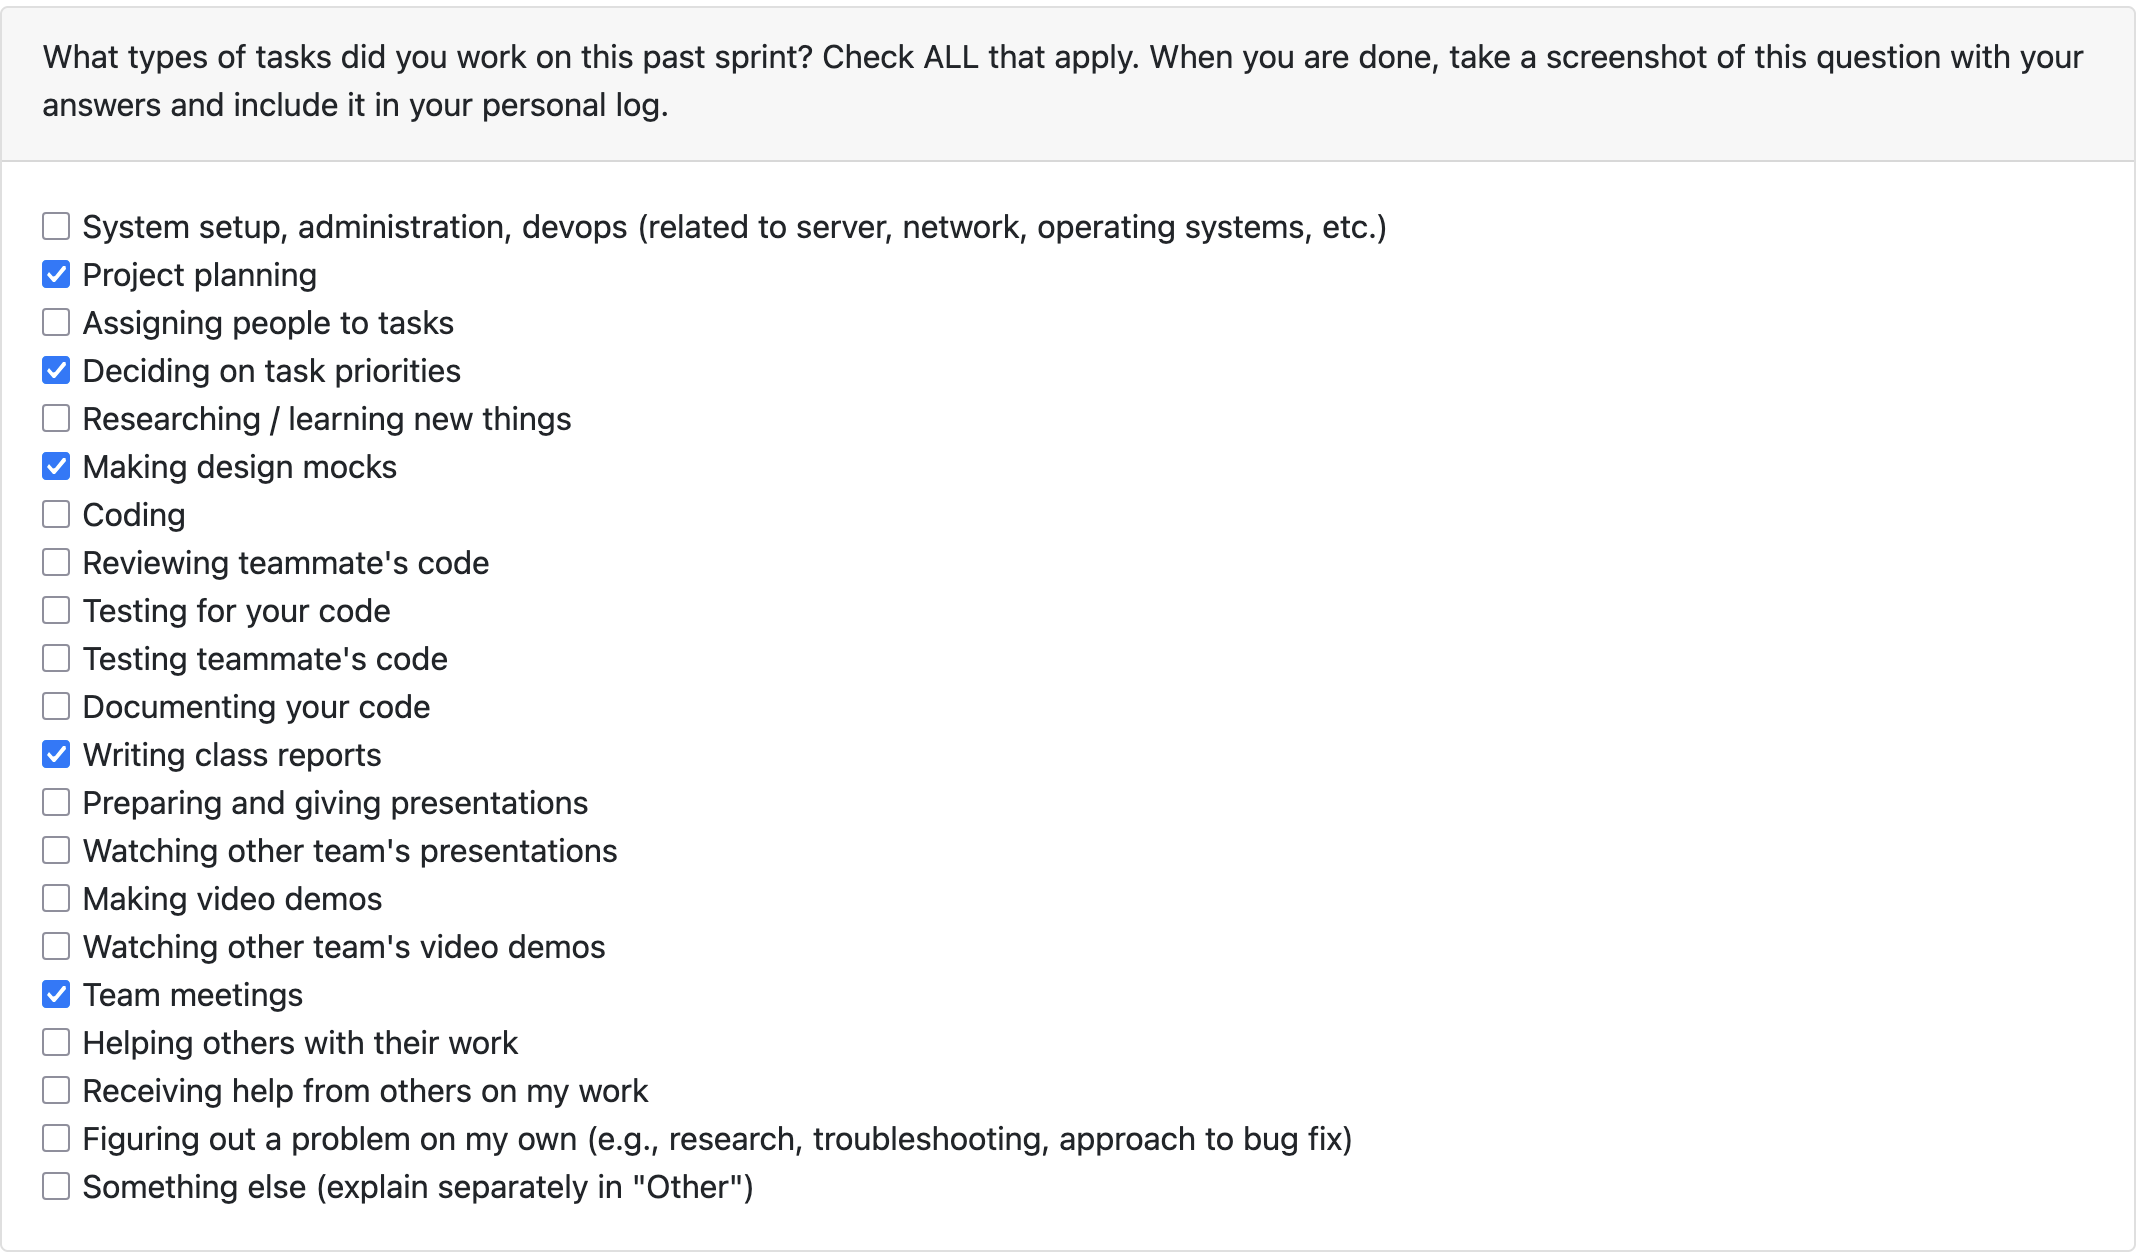 What types of tasks did you work on this past sprint? Check ALL that apply. When you are done, take a screenshot of this question with your
answers and include it in your personal log.
System setup, administration, devops (related to server, network, operating systems, etc.)
Project planning
Assigning people to tasks
Deciding on task priorities
Researching / learning new things
Making design mocks
Coding
Reviewing teammate's code
Testing for your code
Testing teammate's code
Documenting your code
Writing class reports
Preparing and giving presentations
Watching other team's presentations
Making video demos
Watching other team's video demos
Team meetings
Helping others with their work
Receiving help from others on my work
Figuring out a problem on my own (e.g., research, troubleshooting, approach to bug fix)
Something else (explain separately in "Other")